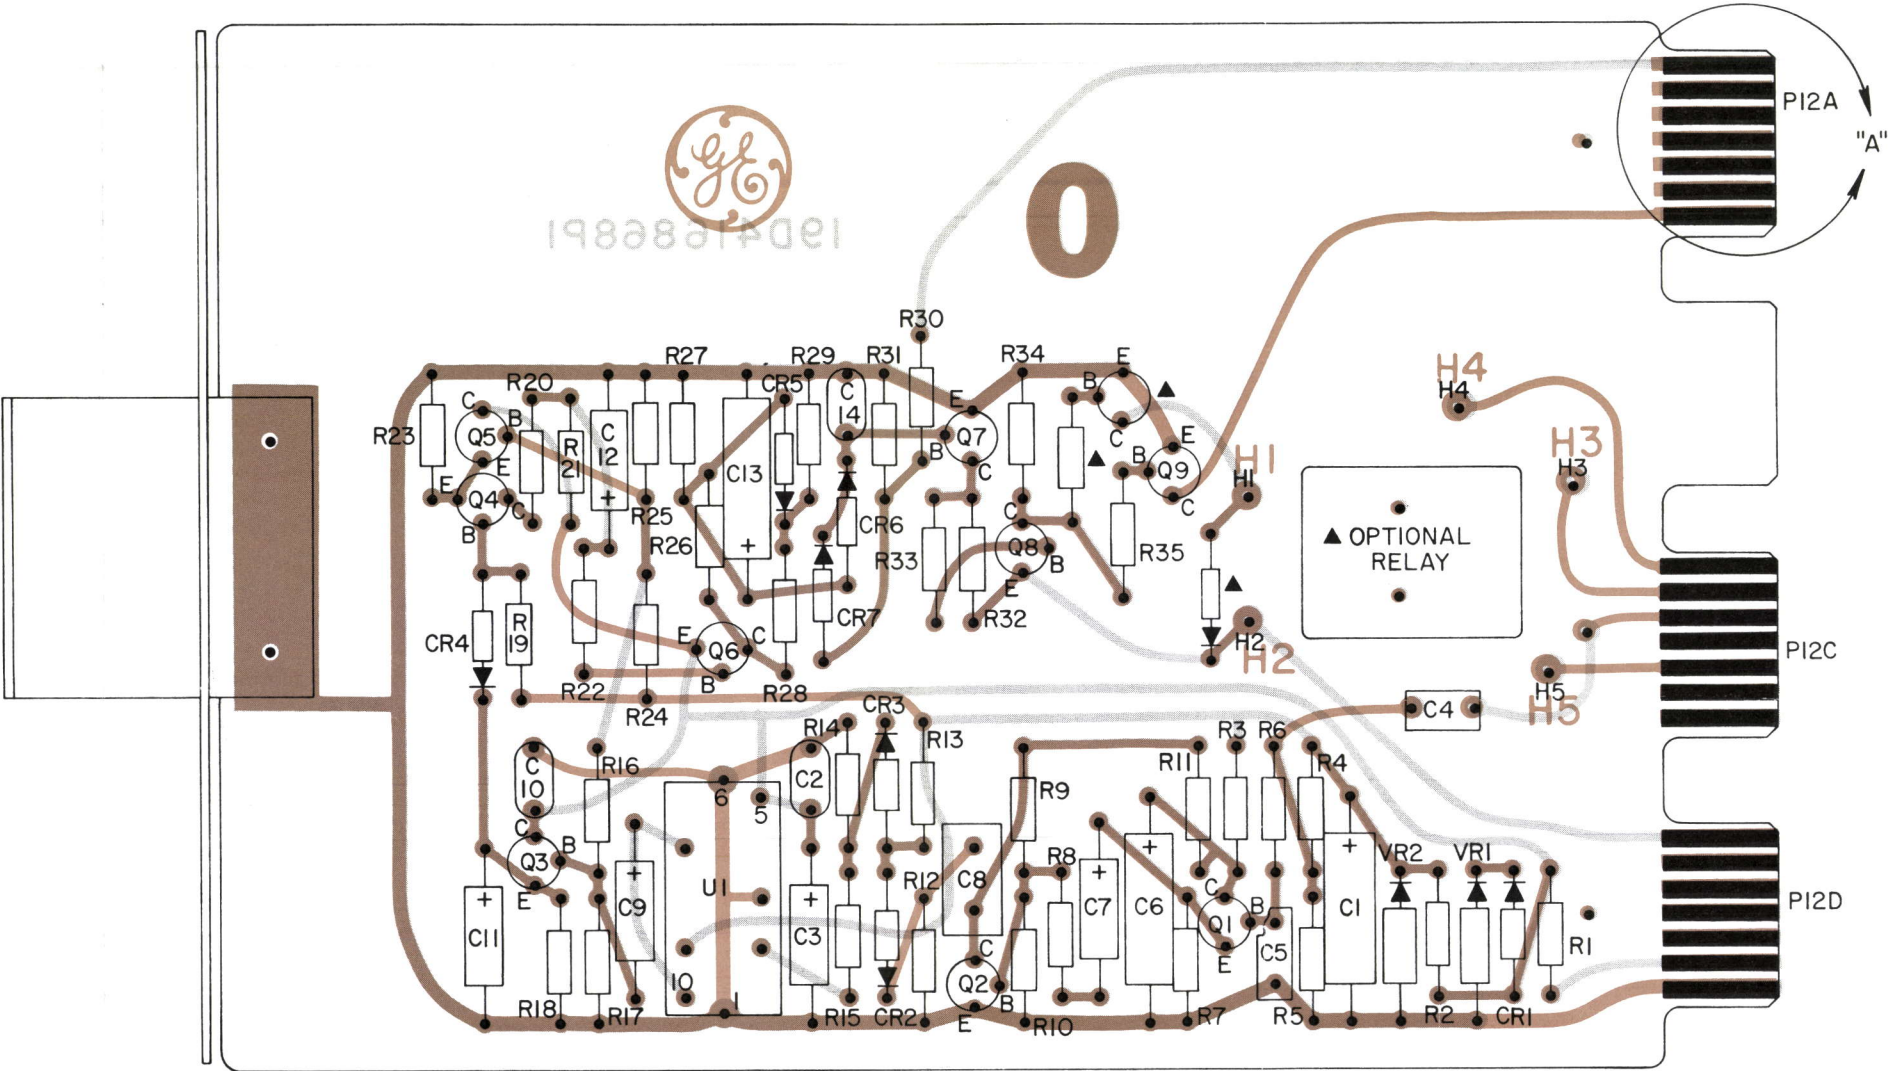 P12A
"A"
GE
19D416868P1
0
R30
R27
R29
R31
R34
E
CR5
B
R20
C
14
H4
H4
C
B
R23
Q5
R
21
C
12
E
Q7
B
C
C
E
B
Q9
C
H1
H1
H3
H3
E
E
Q4
C
B
+
R25
C13
R26
+
CR6
R33
C
Q8
B
E
R35
▲ OPTIONAL
RELAY
CR4
R
19
E
Q6
C
B
CR7
R32
H2
H2
P12C
R22
R24
R28
H5
H5
C4
R14
CR3
R13
R3
R6
R11
R4
C
10
R16
6
5
C2
R9
C
Q3
B
E
+
C9
U1
R12
C8
R8
+
C7
+
C6
C
Q1
B
E
+
C1
VR2
VR1
P12D
+
C11
+
C3
C5
R1
10
1
C
Q2
B
E
R18
R17
R15
CR2
R10
R7
R5
R2
CR1